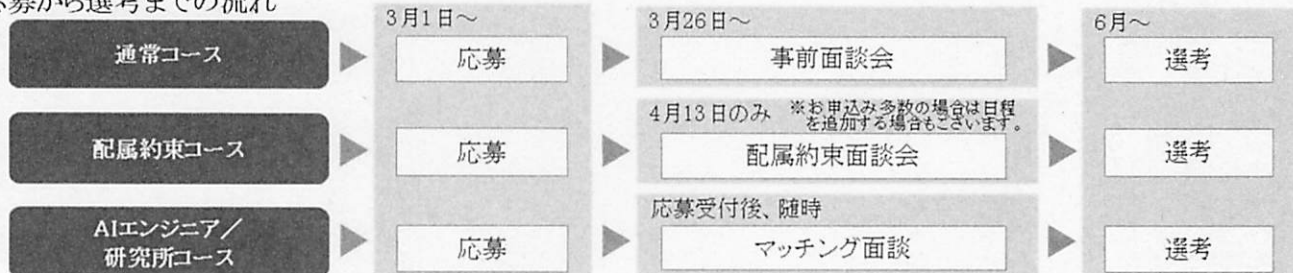 応募から選考までの流れ
3月1日〜
3月26日〜
6月〜
通常コース
応募
事前面談会
選考
4月13日のみ
※お申込み多数の場合は日程
を追加する場合もございます。
配属約束コース
応募
配属約束面談会
選考
応募受付後、随時
AIエンジニア/
研究所コース
応募
マッチング面談
選考